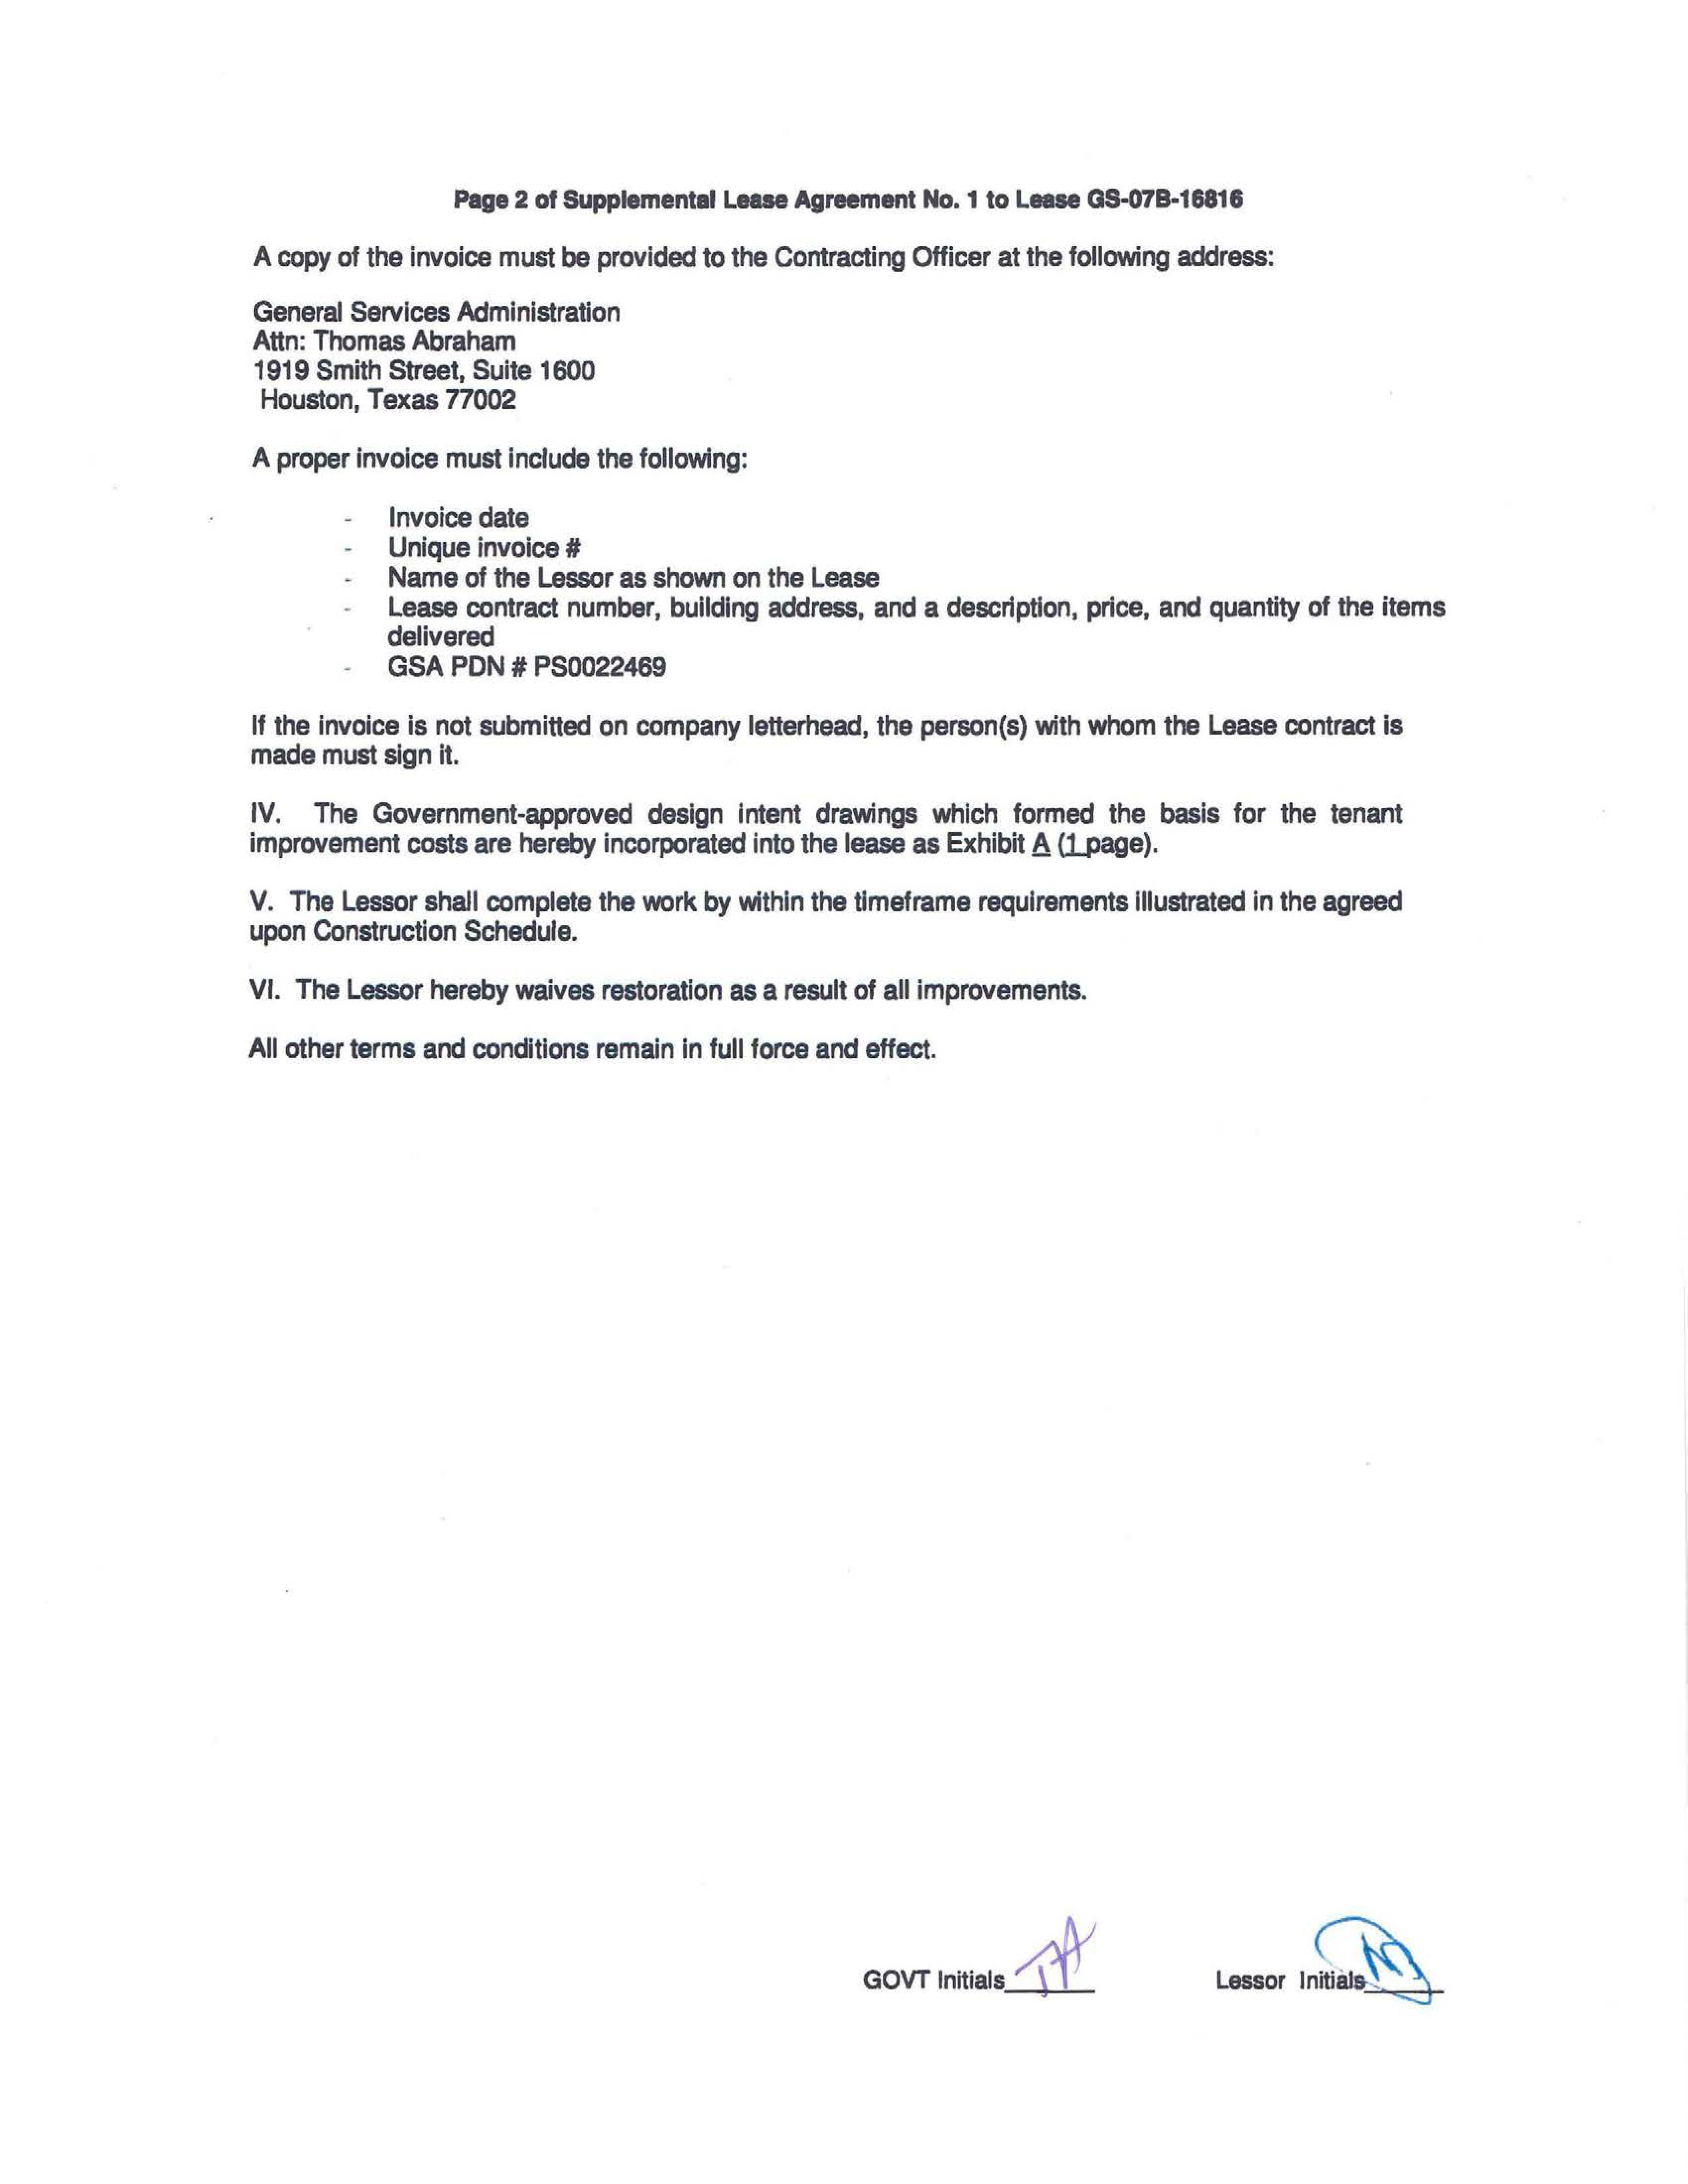 Page 2 of Supplemental Lease Agreement No. 1 to Lease GS-07B-16816
A copy of the invoice must be provided to the Contracting Officer at the following address:
General Services Administration
Attn: Thomas Abraham
1919 Smith Street, Suite 1600
Houston, Texas 77002
A proper invoice must include the following:
- Invoice date
- Unique invoice #
- Name of the Lessor as shown on the Lease
- Lease contract number, building address, and a description, price, and quantity of the items
delivered
- GSA PDN # PS0022469
If the invoice is not submitted on company letterhead, the person(s) with whom the Lease contract is
made must sign it.
IV. The Government-approved design intent drawings which formed the basis for the tenant
improvement costs are hereby incorporated into the lease as Exhibit A (1 page).
V. The Lessor shall complete the work by within the timeframe requirements illustrated in the agreed
upon Construction Schedule.
VI. The Lessor hereby waives restoration as a result of all improvements.
All other terms and conditions remain in full force and effect.
GOVT Initials TA Lessor Initials